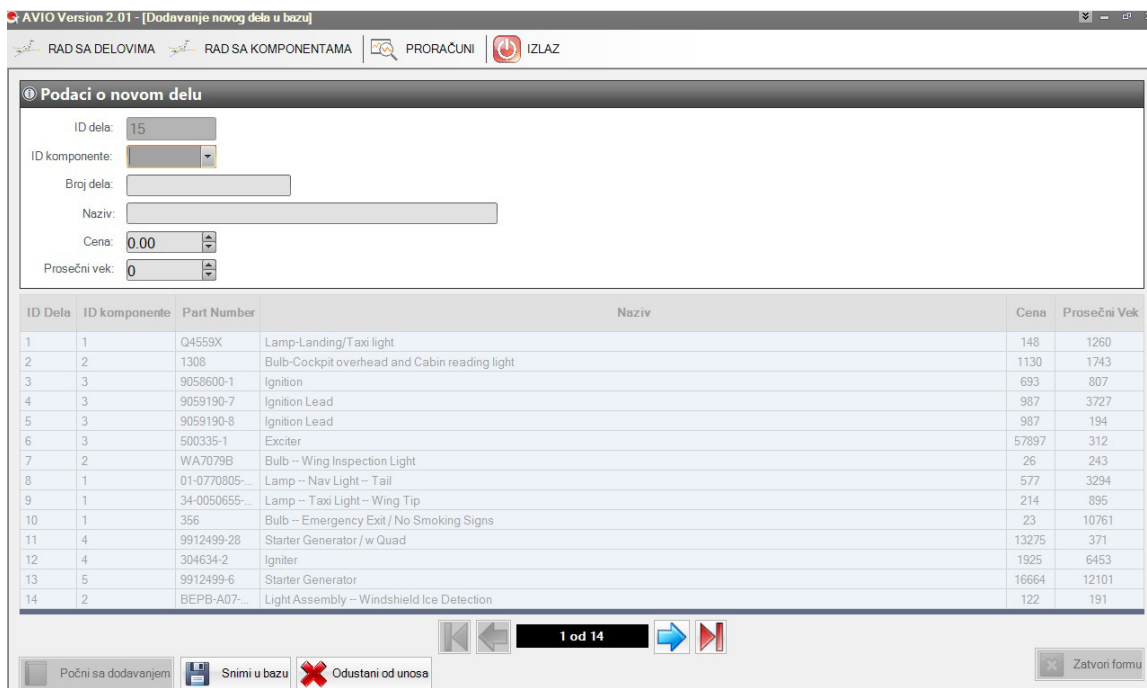 AVIO Version 2.01 - [Dodavanje novog dela u bazu]
RAD SA DELOVIMA RAD SA KOMPONENTAMA PRORAČUNI IZLAZ
Podaci o novom delu
ID dela: 15
ID komponente:
Broj dela:
Naziv:
Cena: 0.00
Prosečni vek: 0
ID Dela ID komponente Part Number Naziv Cena Prosečni Vek
1 1 Q4559X Lamp-Landing/Taxi light 148 1260
2 2 1308 Bulb-Cockpit overhead and Cabin reading light 1130 1743
3 3 9058600-1 Ignition 693 807
4 3 9059190-7 Ignition Lead 987 3727
5 3 9059190-8 Ignition Lead 987 194
6 3 500335-1 Exciter 57897 312
7 2 WA7079B Bulb -- Wing Inspection Light 26 243
8 1 01-0770805-... Lamp -- Nav Light -- Tail 577 3294
9 1 34-0050655-... Lamp -- Taxi Light -- Wing Tip 214 895
10 1 356 Bulb -- Emergency Exit / No Smoking Signs 23 10761
11 4 9912499-28 Starter Generator / w Quad 13275 371
12 4 304634-2 Igniter 1925 6453
13 5 9912499-6 Starter Generator 16664 12101
14 2 BEPB-A07-... Light Assembly -- Windshield Ice Detection 122 191
1 od 14
Počni sa dodavanjem Snimi u bazu Odustani od unosa Zatvori formu